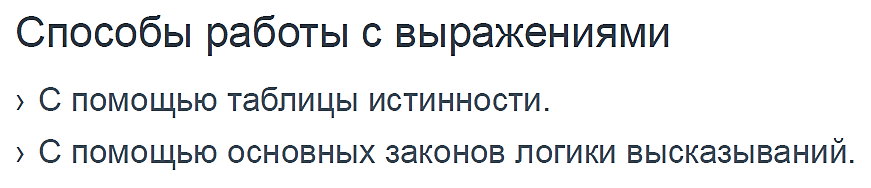 Способы работы с выражениями
› С помощью таблицы истинности.
› С помощью основных законов логики высказываний.